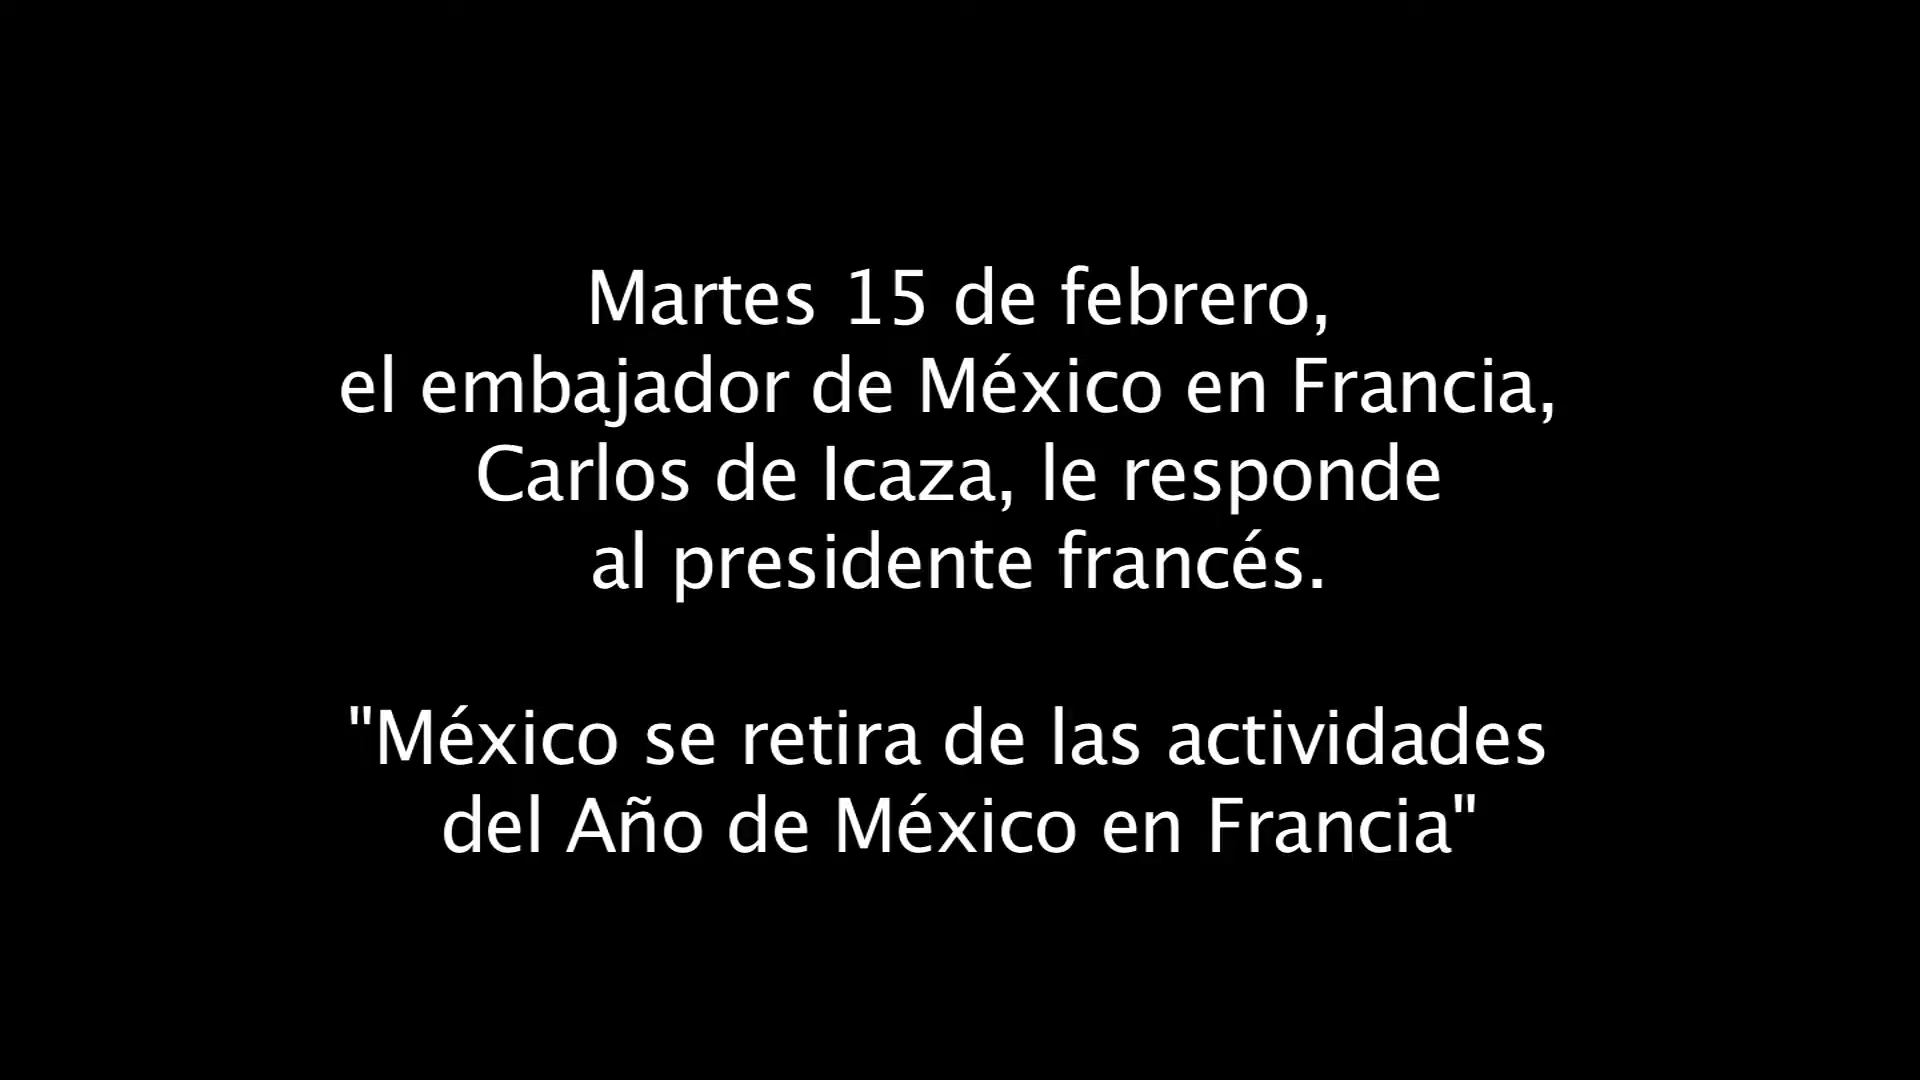 Martes 15 de febrero,
el embajador de México en Francia,
Carlos de Icaza, le responde
al presidente francés.
"México se retira de las actividades
del Año de México en Francia"